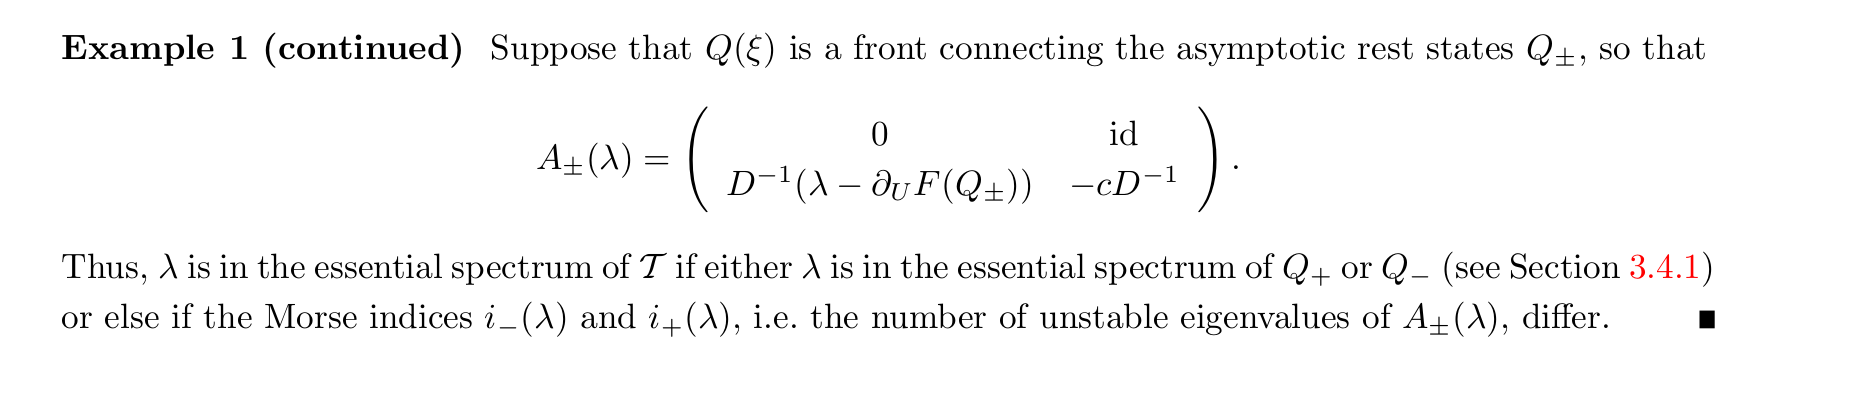 Example 1 (continued) Suppose that Q(ξ) is a front connecting the asymptotic rest states Q±, so that
A±(λ) = ( 0 id
D⁻¹(λ − ∂_U F(Q±)) −cD⁻¹ ) .
Thus, λ is in the essential spectrum of 𝒯 if either λ is in the essential spectrum of Q₊ or Q₋ (see Section 3.4.1)
or else if the Morse indices i₋(λ) and i₊(λ), i.e. the number of unstable eigenvalues of A±(λ), differ. ■